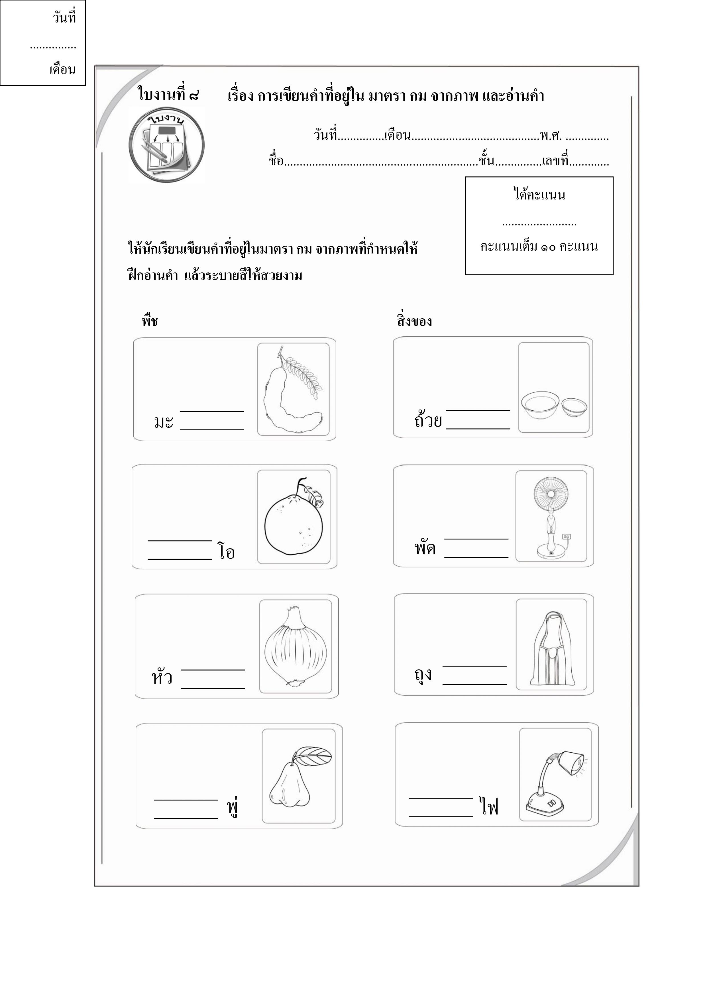 วันที่
...............
เดือน
ใบงานที่ ๘ เรื่อง การเขียนคำที่อยู่ใน มาตรา กม จากภาพ และอ่านคำ
ใบงาน
วันที่...............เดือน.........................................พ.ศ. ..............
ชื่อ..............................................................ชั้น...............เลขที่.............
ได้คะแนน
........................
คะแนนเต็ม ๑๐ คะแนน
ให้นักเรียนเขียนคำที่อยู่ในมาตรา กม จากภาพที่กำหนดให้
ฝึกอ่านคำ แล้วระบายสีให้สวยงาม
พืช สิ่งของ
มะ ถ้วย
โอ พัด
หัว ถุง
พู่ ไฟ